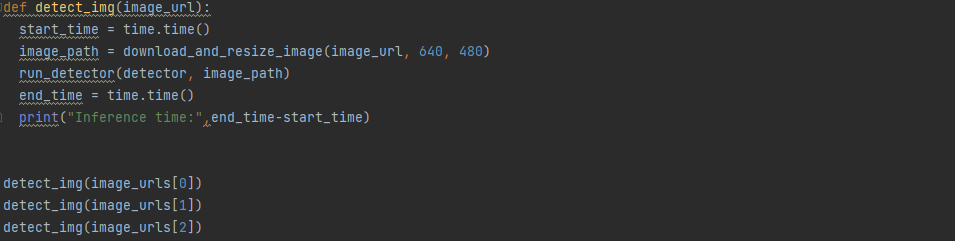 def detect_img(image_url):
  start_time = time.time()
  image_path = download_and_resize_image(image_url, 640, 480)
  run_detector(detector, image_path)
  end_time = time.time()
  print("Inference time:",end_time-start_time)
detect_img(image_urls[0])
detect_img(image_urls[1])
detect_img(image_urls[2])